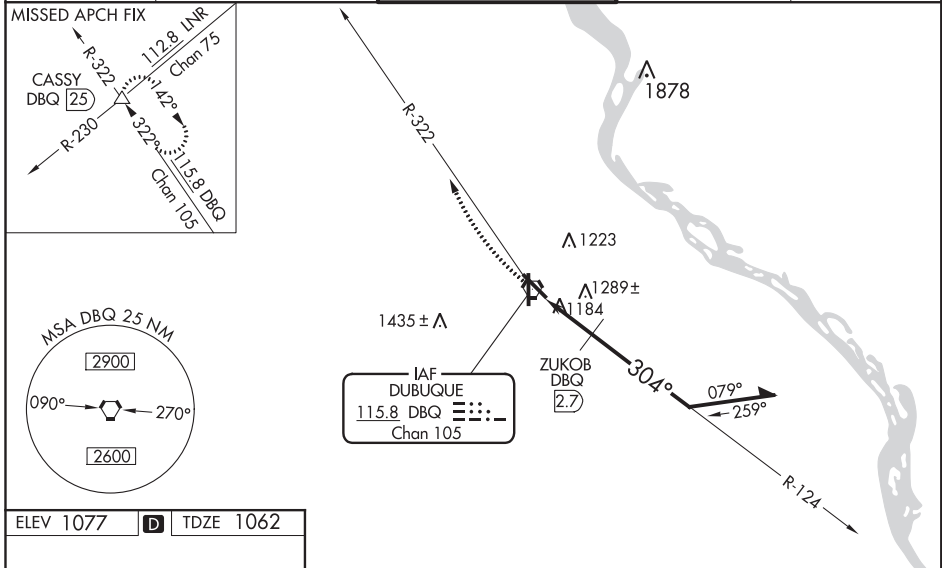 MISSED APCH FIX
R-322
112.8 LNR
Chan 75
CASSY
DBQ 25
142°
R-230
322°
115.8 DBQ
Chan 105
R-322
1878
1223
1289±
1184
1435±
MSA DBQ 25 NM
2900
090°
270°
2600
IAF
DUBUQUE
115.8 DBQ
Chan 105
ZUKOB
DBQ
2.7
304°
079°
259°
R-124
ELEV 1077 D TDZE 1062